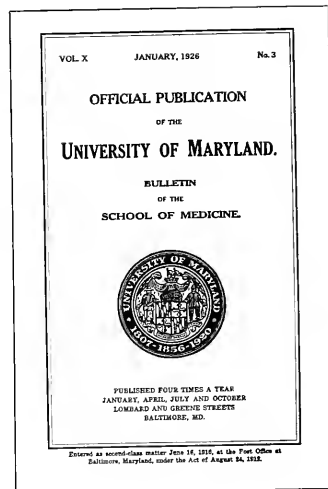 VOL. X JANUARY, 1926 No. 3
OFFICIAL PUBLICATION
OF THE
UNIVERSITY OF MARYLAND.
BULLETIN
OF THE
SCHOOL OF MEDICINE.
UNIVERSITY OF MARYLAND
1807-1856-1920
PUBLISHED FOUR TIMES A YEAR
JANUARY, APRIL, JULY AND OCTOBER
LOMBARD AND GREENE STREETS
BALTIMORE, MD.
Entered as second-class matter June 16, 1916, at the Post Office at
Baltimore, Maryland, under the Act of August 24, 1912.